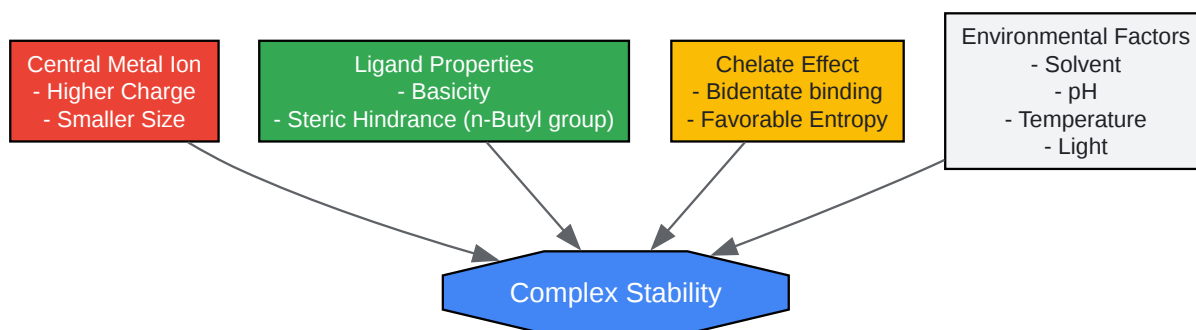 Central Metal Ion
- Higher Charge
- Smaller Size
Ligand Properties
- Basicity
- Steric Hindrance (n-Butyl group)
Chelate Effect
- Bidentate binding
- Favorable Entropy
Environmental Factors
- Solvent
- pH
- Temperature
- Light
Complex Stability